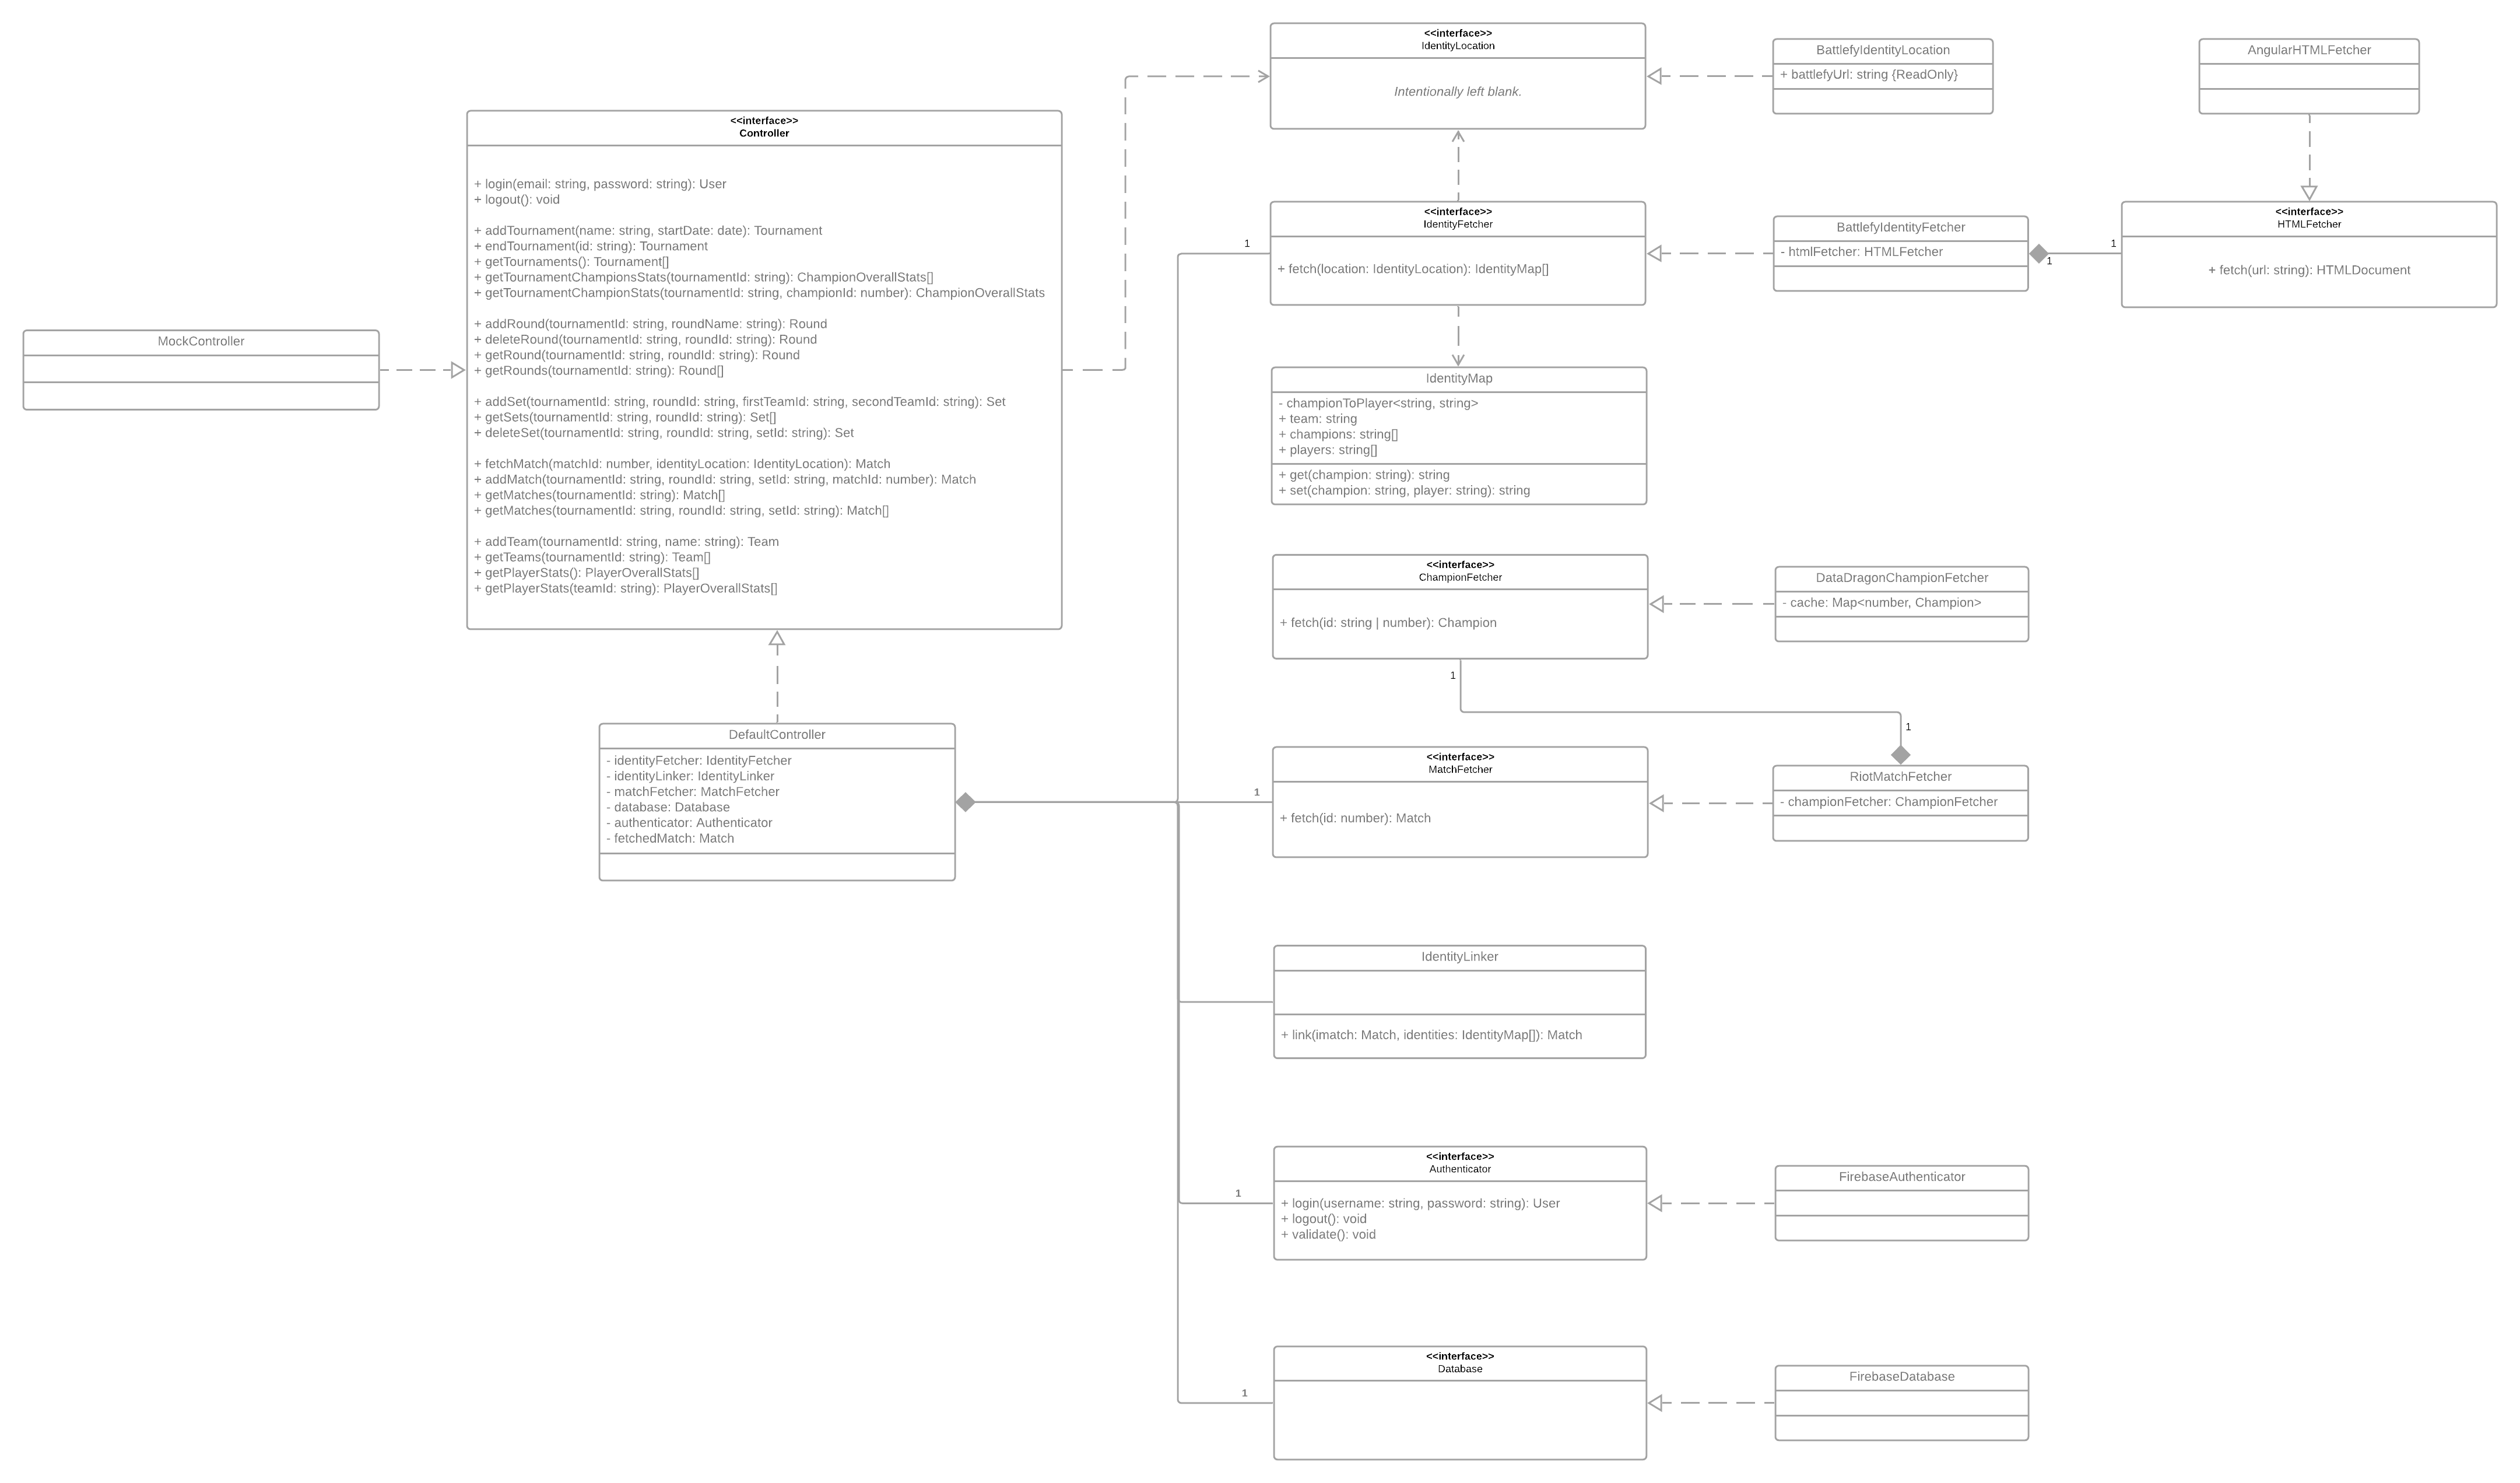 MockController
<<interface>>
Controller
+ login(email: string, password: string): User
+ logout(): void
+ addTournament(name: string, startDate: date): Tournament
+ endTournament(id: string): Tournament
+ getTournaments(): Tournament[]
+ getTournamentChampionsStats(tournamentId: string): ChampionOverallStats[]
+ getTournamentChampionStats(tournamentId: string, championId: number): ChampionOverallStats
+ addRound(tournamentId: string, roundName: string): Round
+ deleteRound(tournamentId: string, roundId: string): Round
+ getRound(tournamentId: string, roundId: string): Round
+ getRounds(tournamentId: string): Round[]
+ addSet(tournamentId: string, roundId: string, firstTeamId: string, secondTeamId: string): Set
+ getSets(tournamentId: string, roundId: string): Set[]
+ deleteSet(tournamentId: string, roundId: string, setId: string): Set
+ fetchMatch(matchId: number, identityLocation: IdentityLocation): Match
+ addMatch(tournamentId: string, roundId: string, setId: string, matchId: number): Match
+ getMatches(tournamentId: string): Match[]
+ getMatches(tournamentId: string, roundId: string, setId: string): Match[]
+ addTeam(tournamentId: string, name: string): Team
+ getTeams(tournamentId: string): Team[]
+ getPlayerStats(): PlayerOverallStats[]
+ getPlayerStats(teamId: string): PlayerOverallStats[]
DefaultController
- identityFetcher: IdentityFetcher
- identityLinker: IdentityLinker
- matchFetcher: MatchFetcher
- database: Database
- authenticator: Authenticator
- fetchedMatch: Match
<<interface>>
IdentityLocation
Intentionally left blank.
BattlefyIdentityLocation
+ battlefyUrl: string {ReadOnly}
AngularHTMLFetcher
1
<<interface>>
IdentityFetcher
+ fetch(location: IdentityLocation): IdentityMap[]
BattlefyIdentityFetcher
- htmlFetcher: HTMLFetcher
1
1
<<interface>>
HTMLFetcher
+ fetch(url: string): HTMLDocument
IdentityMap
- championToPlayer<string, string>
+ team: string
+ champions: string[]
+ players: string[]
+ get(champion: string): string
+ set(champion: string, player: string): string
<<interface>>
ChampionFetcher
+ fetch(id: string | number): Champion
DataDragonChampionFetcher
- cache: Map<number, Champion>
1
1
1
<<interface>>
MatchFetcher
+ fetch(id: number): Match
RiotMatchFetcher
- championFetcher: ChampionFetcher
IdentityLinker
+ link(imatch: Match, identities: IdentityMap[]): Match
1
<<interface>>
Authenticator
+ login(username: string, password: string): User
+ logout(): void
+ validate(): void
FirebaseAuthenticator
1
<<interface>>
Database
FirebaseDatabase